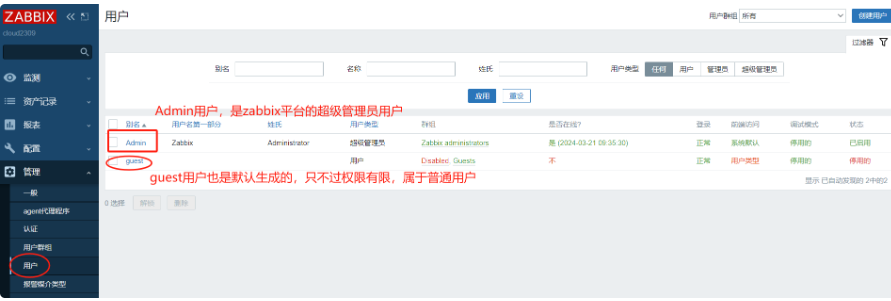 ZABBIX
cloud2309
用户
用户群组 所有
创建用户
过滤器
别名
名称
姓氏
用户类型 任何 用户 管理员 超级管理员
应用 重设
Admin用户，是zabbix平台的超级管理员用户
别名 用户名第一部分 姓氏 用户类型 群组 是否在线? 登录 前端访问 调试模式 状态
Admin Zabbix Administrator 超级管理员 Zabbix administrators 是 (2024-03-21 09:35:30) 正常 系统默认 停用的 已启用
guest 用户 Disabled, Guests 不 正常 用户类型 停用的 停用的
guest用户也是默认生成的，只不过权限有限，属于普通用户
显示 已自动发现的 2中的2
0 选择 解锁 删除
监测
资产记录
报表
配置
管理
一般
agent代理程序
认证
用户群组
用户
报警媒介类型